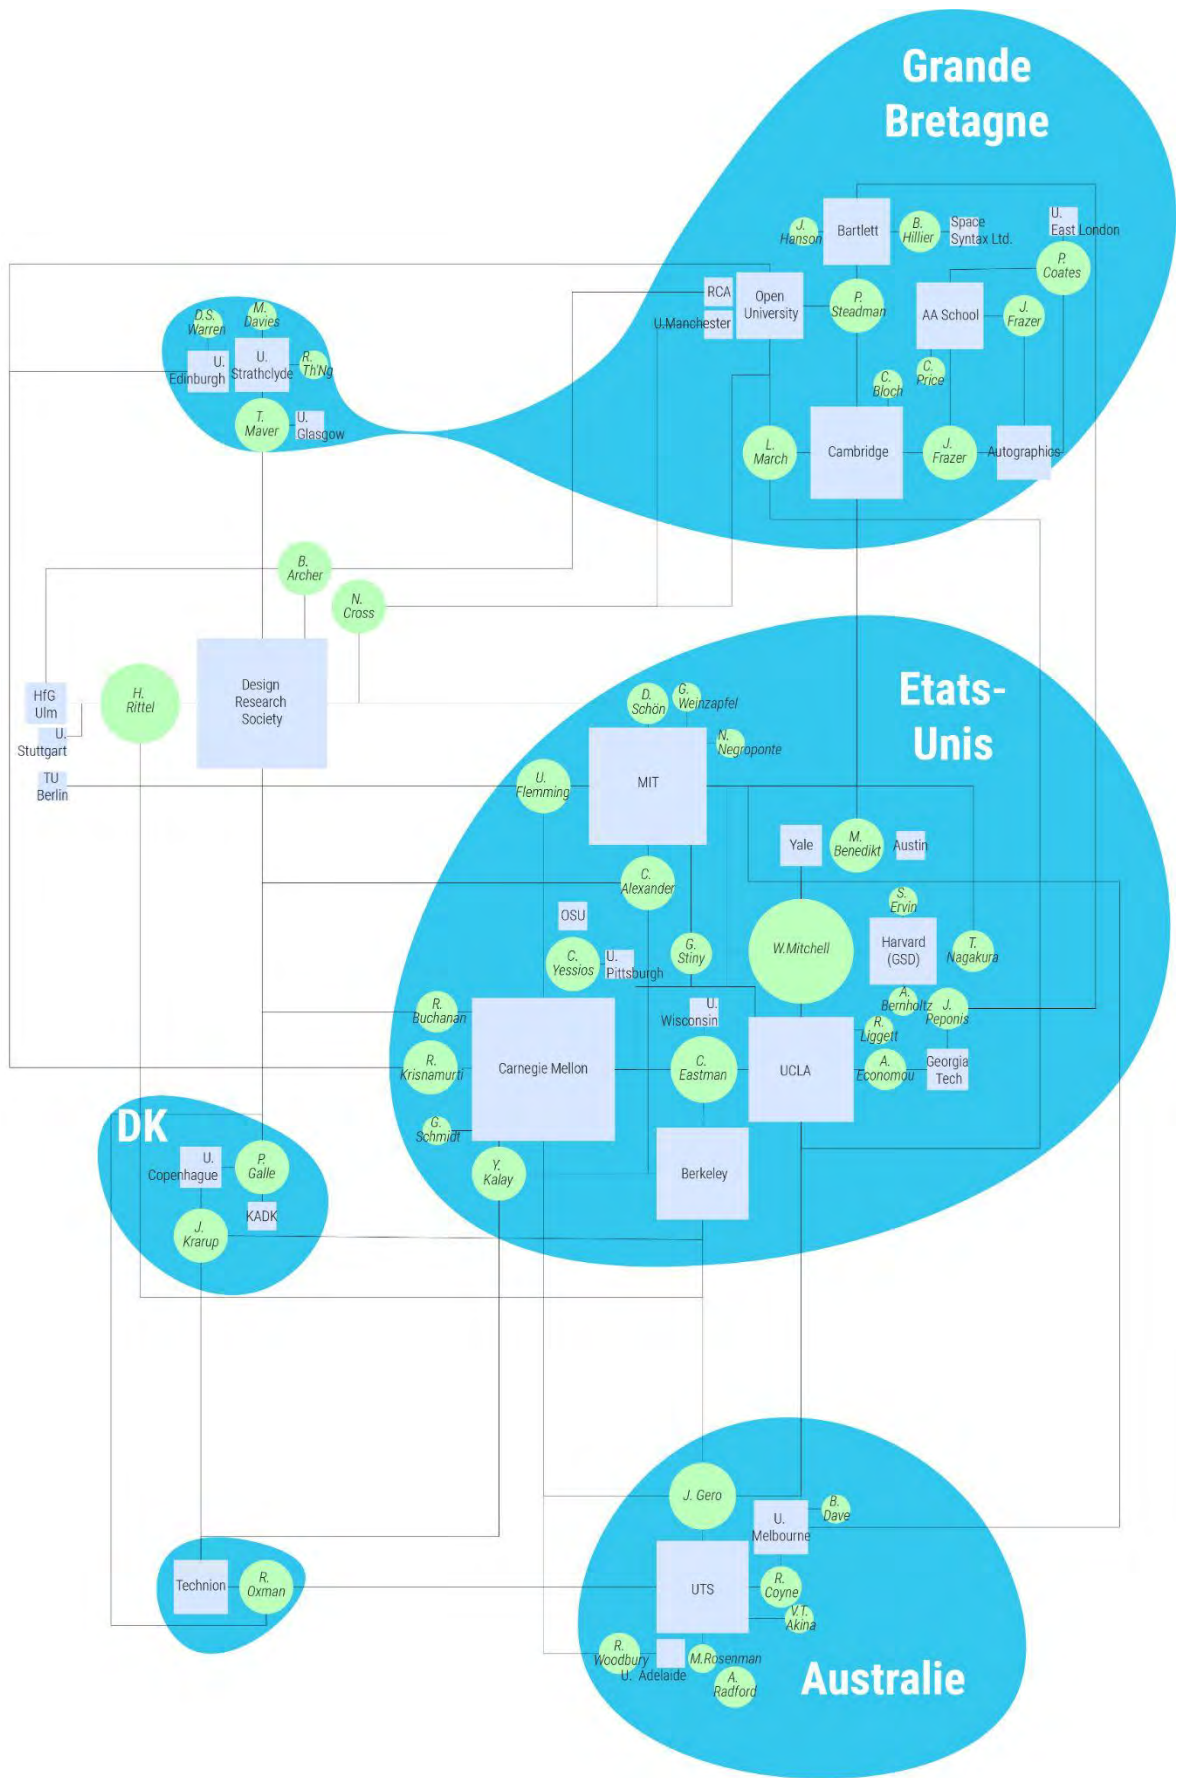 Grande
Bretagne
J.
Hanson
Bartlett
B.
Hillier
Space
Syntax Ltd.
U.
East London
P.
Coates
RCA
U.Manchester
Open
University
P.
Steadman
AA School
J.
Frazer
D.S.
Warren
M.
Davies
U.
Edinburgh
U.
Strathclyde
R.
Th'Ng
C.
Price
C.
Bloch
T.
Maver
U.
Glasgow
L.
March
Cambridge
J.
Frazer
Autographics
B.
Archer
N.
Cross
HfG
Ulm
U.
Stuttgart
TU
Berlin
H.
Rittel
Design
Research
Society
Etats-
Unis
D.
Schön
G.
Weinzapfel
N.
Negroponte
MIT
U.
Flemming
Yale
M.
Benedikt
Austin
C.
Alexander
S.
Ervin
OSU
C.
Yessios
U.
Pittsburgh
G.
Stiny
W.Mitchell
Harvard
(GSD)
T.
Nagakura
R.
Buchanan
U.
Wisconsin
A.
Bernholtz
J.
Peponis
R.
Liggett
R.
Krisnamurti
Carnegie Mellon
C.
Eastman
UCLA
A.
Economou
Georgia
Tech
G.
Schmidt
Y.
Kalay
Berkeley
DK
U.
Copenhague
P.
Galle
KADK
J.
Krarup
J. Gero
U.
Melbourne
B.
Dave
Technion
R.
Oxman
UTS
R.
Coyne
V.T.
Akina
R.
Woodbury
U. Adelaide
M.Rosenman
A.
Radford
Australie